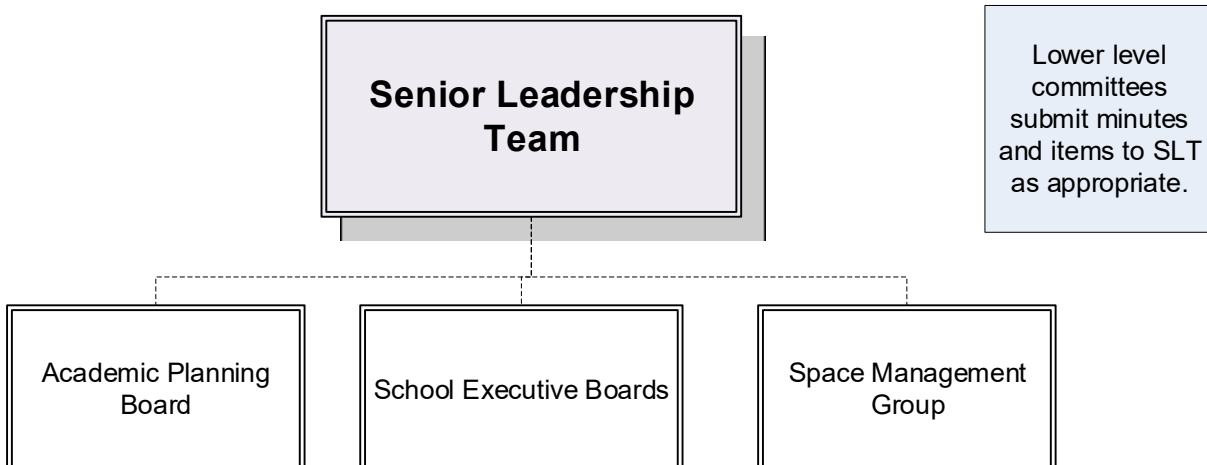 Senior Leadership
Team
Lower level
committees
submit minutes
and items to SLT
as appropriate.
Academic Planning
Board
School Executive Boards
Space Management
Group